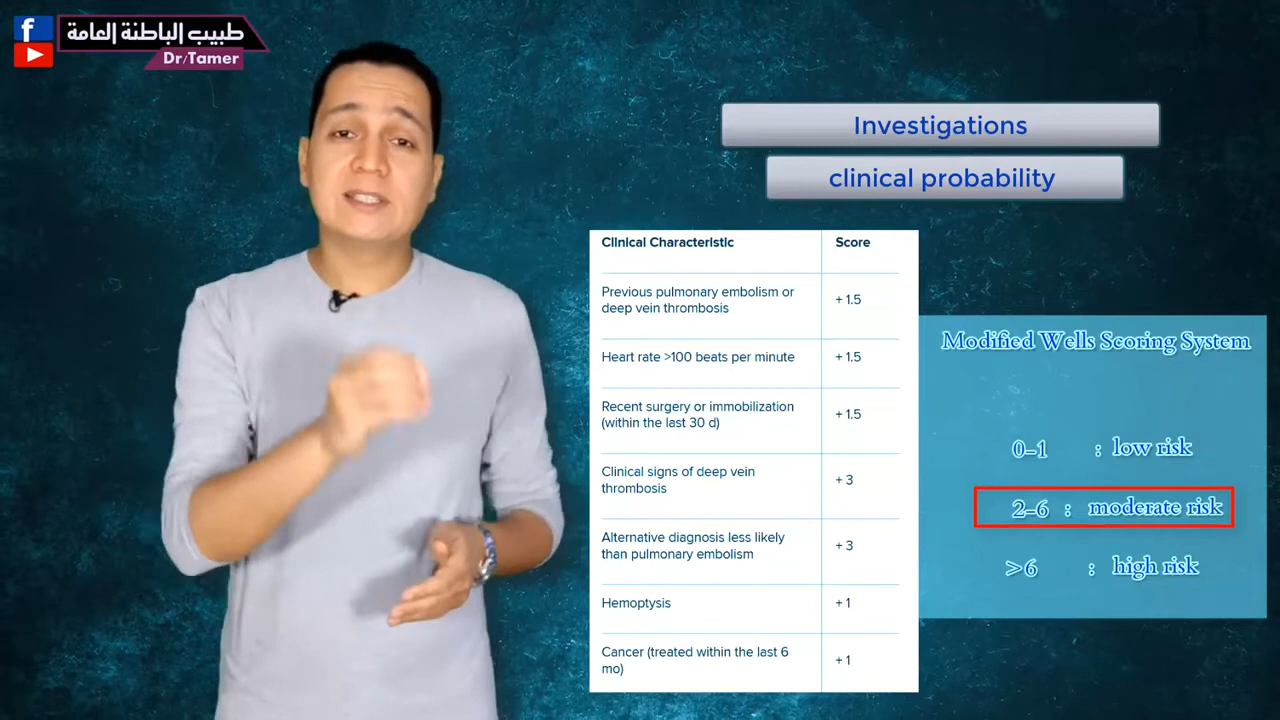 f
طبيب الباطنة العامة
Dr/Tamer
Investigations
clinical probability
Clinical Characteristic Score
Previous pulmonary embolism or
deep vein thrombosis
+ 1.5
Heart rate >100 beats per minute + 1.5
Recent surgery or immobilization
(within the last 30 d)
+ 1.5
Clinical signs of deep vein
thrombosis
+ 3
Alternative diagnosis less likely
than pulmonary embolism
+ 3
Hemoptysis + 1
Cancer (treated within the last 6
mo)
+ 1
Modified Wells Scoring System
0-1 : low risk
2-6 : moderate risk
>6 : high risk